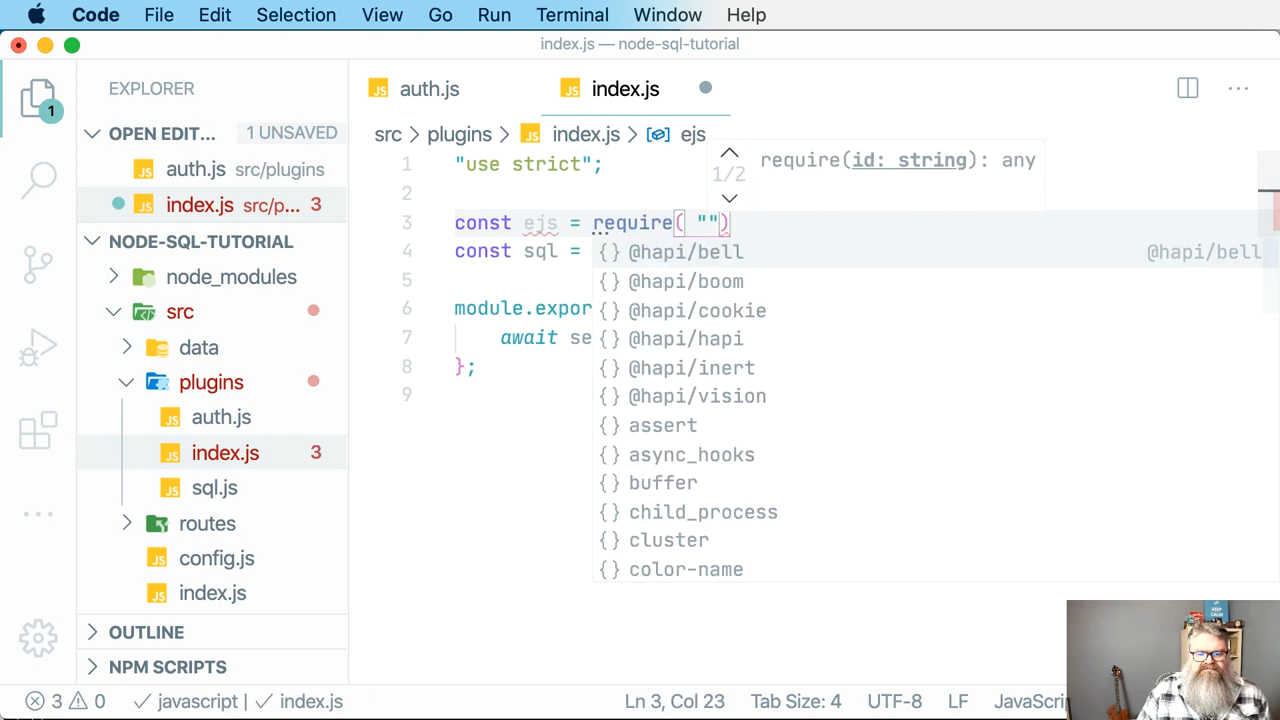 Code File Edit Selection View Go Run Terminal Window Help
index.js — node-sql-tutorial
EXPLORER
1
OPEN EDIT... 1 UNSAVED
JS auth.js src/plugins
JS index.js src/p... 3
NODE-SQL-TUTORIAL
node_modules
src
data
plugins
JS auth.js
JS index.js 3
JS sql.js
routes
JS config.js
JS index.js
OUTLINE
NPM SCRIPTS
JS auth.js JS index.js
src > plugins > JS index.js > ejs
1/2 require(id: string): any
1 "use strict";
2
3 const ejs = require( "")
4 const sql =
5
6 module.expor
7 await se
8 };
9
{} @hapi/bell @hapi/bell
{} @hapi/boom
{} @hapi/cookie
{} @hapi/hapi
{} @hapi/inert
{} @hapi/vision
{} assert
{} async_hooks
{} buffer
{} child_process
{} cluster
{} color-name
KEEP
CALM
3 0 javascript | index.js Ln 3, Col 23 Tab Size: 4 UTF-8 LF JavaScri